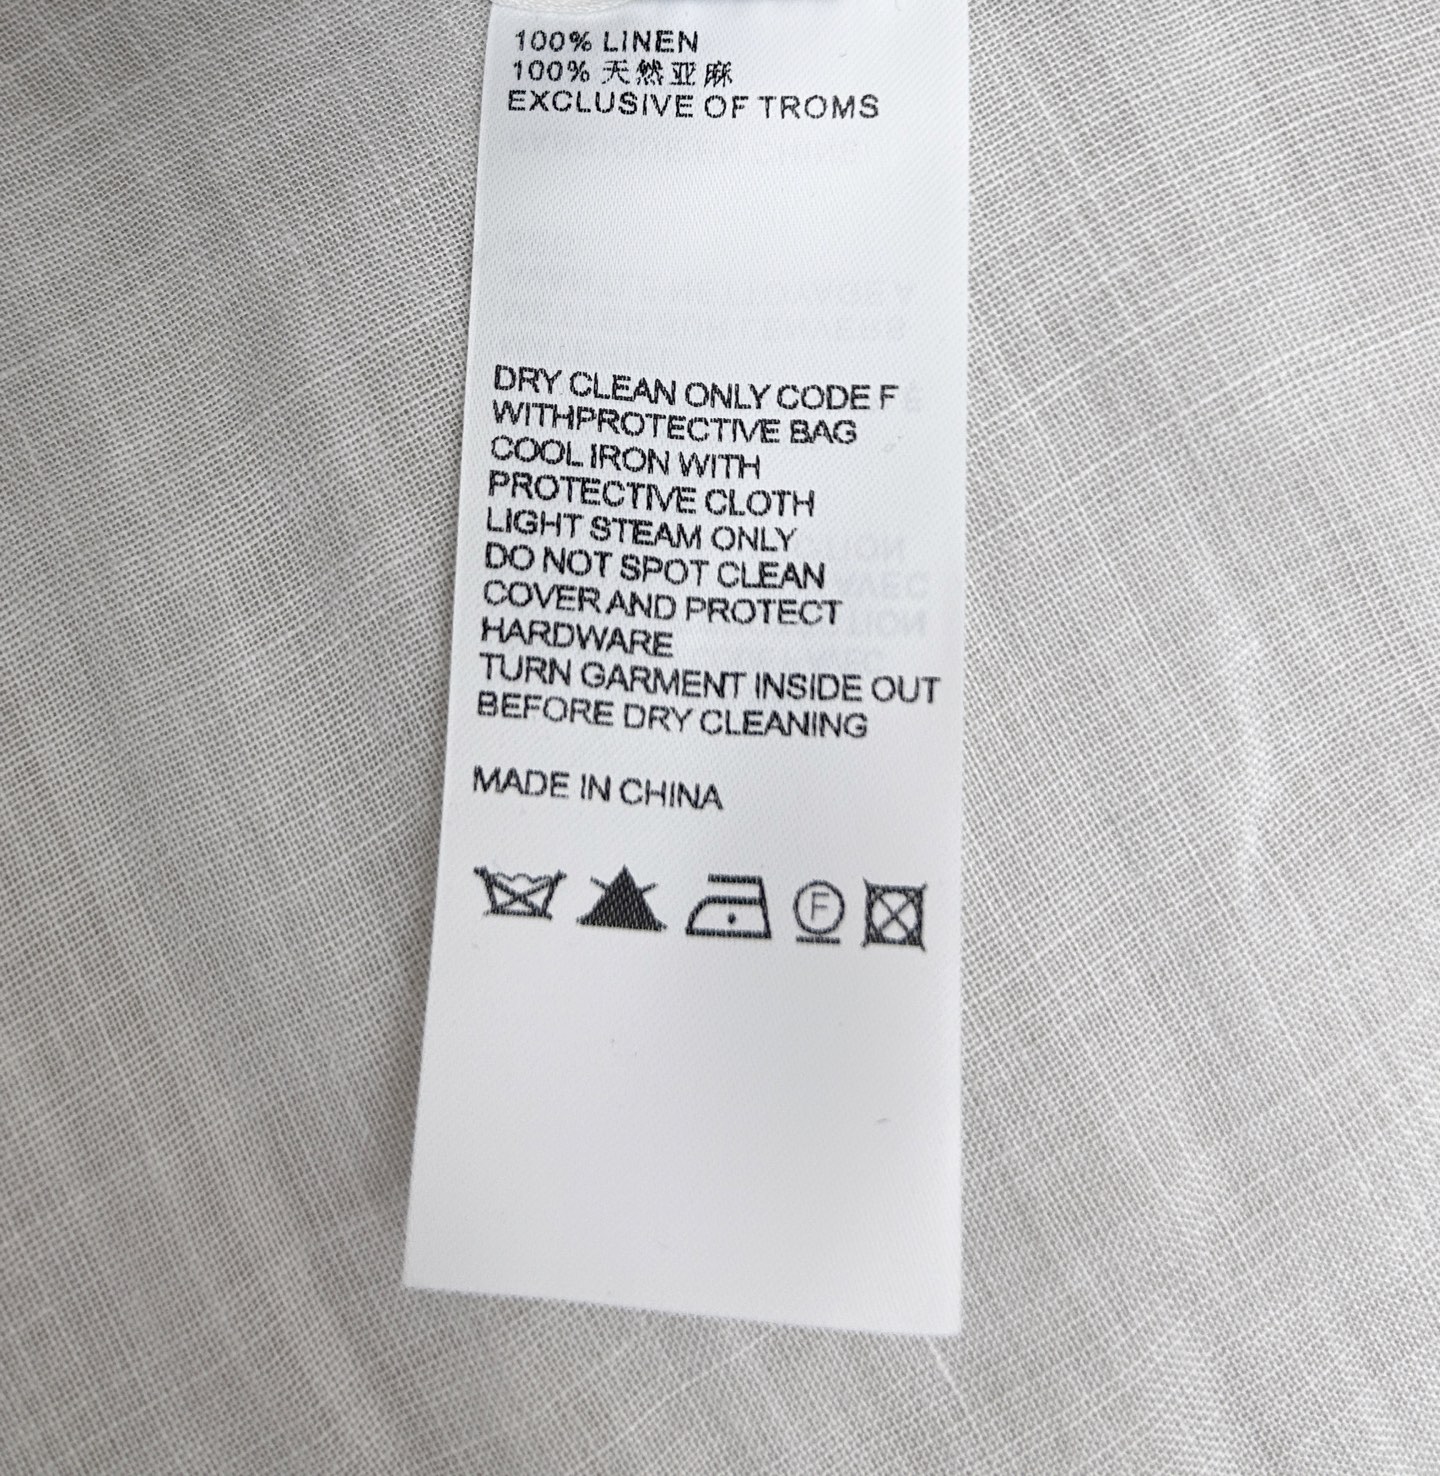 100% LINEN
100% 天然亚麻
EXCLUSIVE OF TROMS
DRY CLEAN ONLY CODE F
WITHPROTECTIVE BAG
COOL IRON WITH
PROTECTIVE CLOTH
LIGHT STEAM ONLY
DO NOT SPOT CLEAN
COVER AND PROTECT
HARDWARE
TURN GARMENT INSIDE OUT
BEFORE DRY CLEANING
MADE IN CHINA
F